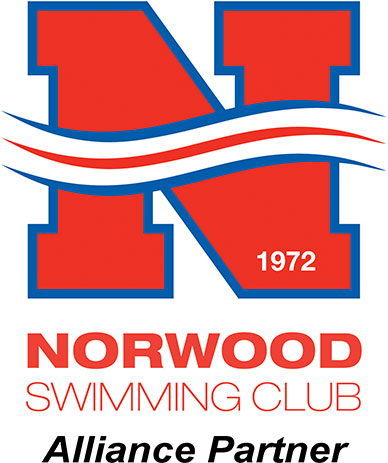 N
1972
NORWOOD
SWIMMING CLUB
Alliance Partner